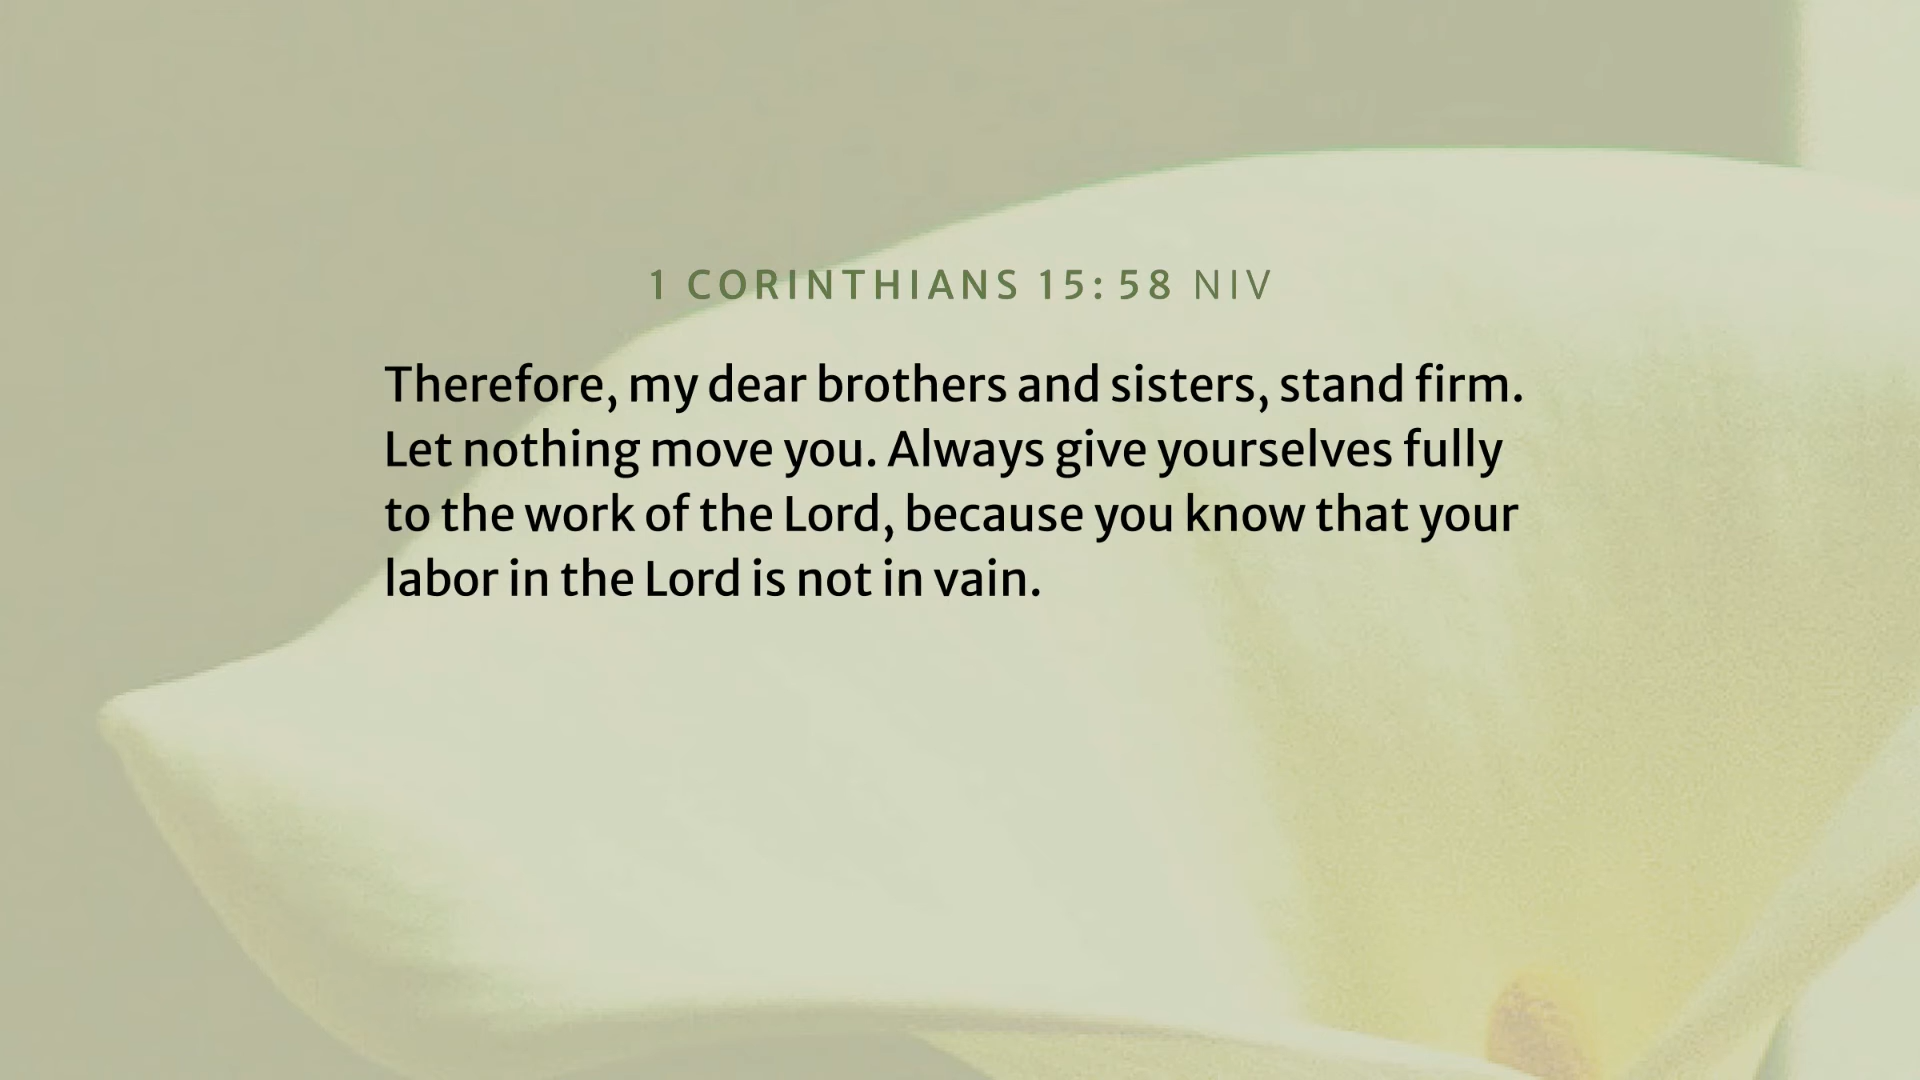 1 CORINTHIANS 15:58 NIV
Therefore, my dear brothers and sisters, stand firm.
Let nothing move you. Always give yourselves fully
to the work of the Lord, because you know that your
labor in the Lord is not in vain.